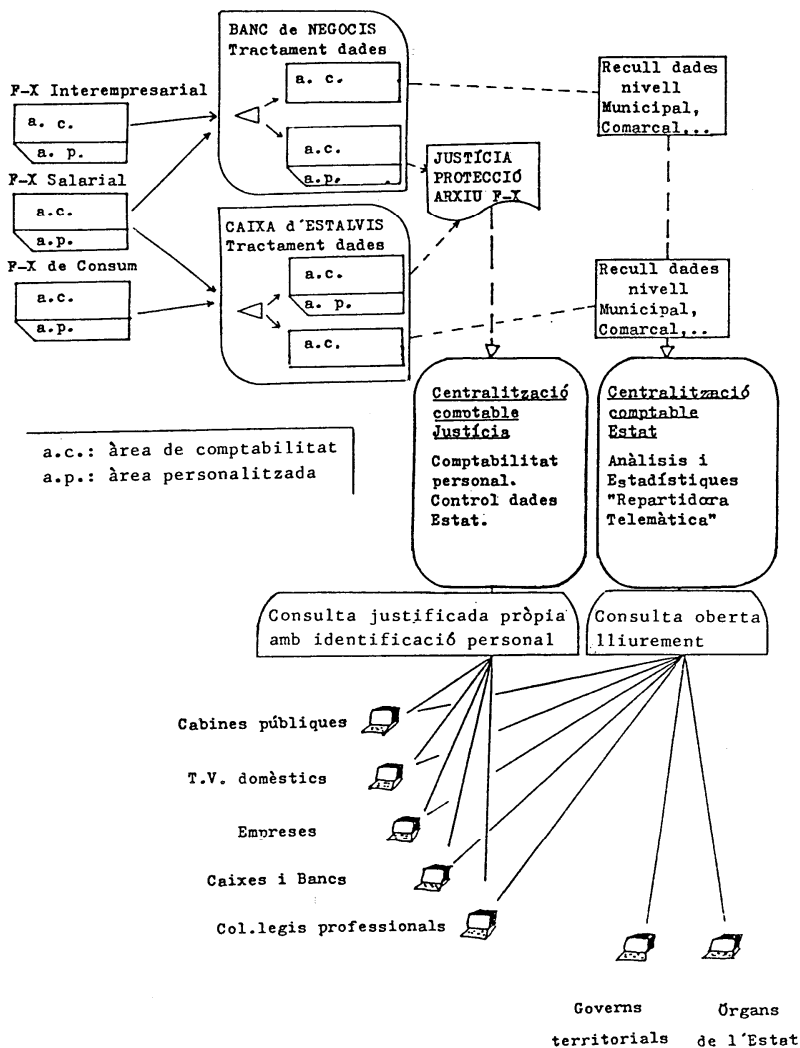 BANC de NEGOCIS
Tractament dades
a. c.
a.c.
a.p.
F-X Interempresarial
a. c.
a. p.
F-X Salarial
a.c.
a.p.
F-X de Consum
a.c.
a.p.
CAIXA d'ESTALVIS
Tractament dades
a.c.
a. p.
a.c.
JUSTÍCIA
PROTECCIÓ
ARXIU F-X
Recull dades
nivell
Municipal,
Comarcal,..
Recull dades
nivell
Municipal,
Comarcal,..
a.c.: àrea de comptabilitat
a.p.: àrea personalitzada
Centralització
comptable
Justícia
Comptabilitat
personal.
Control dades
Estat.
Centralització
comptable
Estat
Anàlisis i
Estadístiques
"Repartidora
Telemàtica"
Consulta justificada pròpia
amb identificació personal
Consulta oberta
lliurement
Cabines públiques
T.V. domèstics
Empreses
Caixes i Bancs
Col.legis professionals
Governs
territorials
Òrgans
de l'Estat